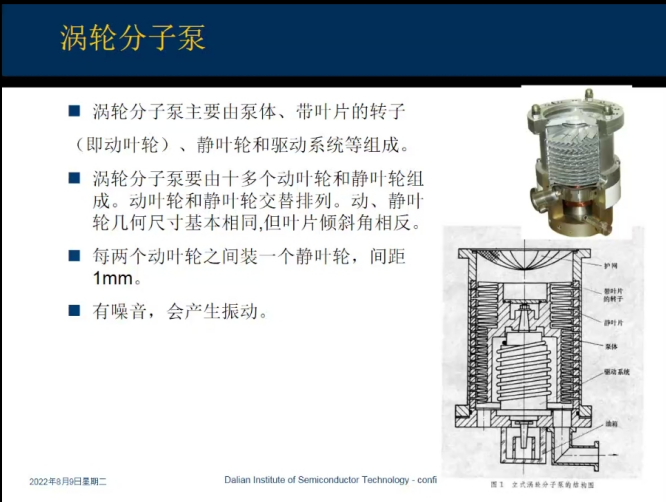 涡轮分子泵
涡轮分子泵主要由泵体、带叶片的转子
（即动叶轮）、静叶轮和驱动系统等组成。
涡轮分子泵要由十多个动叶轮和静叶轮组
成。动叶轮和静叶轮交替排列。动、静叶
轮几何尺寸基本相同,但叶片倾斜角相反。
每两个动叶轮之间装一个静叶轮，间距
1mm。
有噪音，会产生振动。
护网
带叶片
的转子
静叶片
泵体
驱动系统
油箱
图 1 立式涡轮分子泵的结构图
2022年8月9日星期二
Dalian Institute of Semiconductor Technology - confi